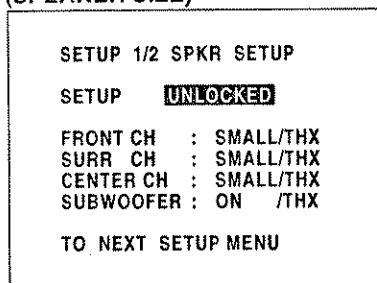 SETUP 1/2 SPKR SETUP
SETUP UNLOCKED
FRONT CH : SMALL/THX
SURR CH : SMALL/THX
CENTER CH : SMALL/THX
SUBWOOFER : ON /THX
TO NEXT SETUP MENU